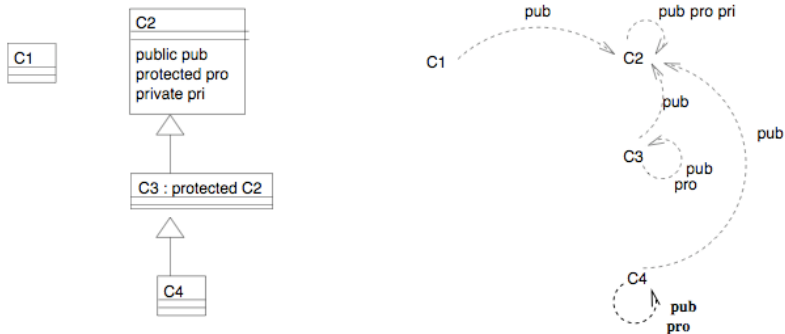 C1
C2
public pub
protected pro
private pri
C3 : protected C2
C4
pub
pub pro pri
C1
C2
pub
pub
C3
pub
pro
C4
pub
pro